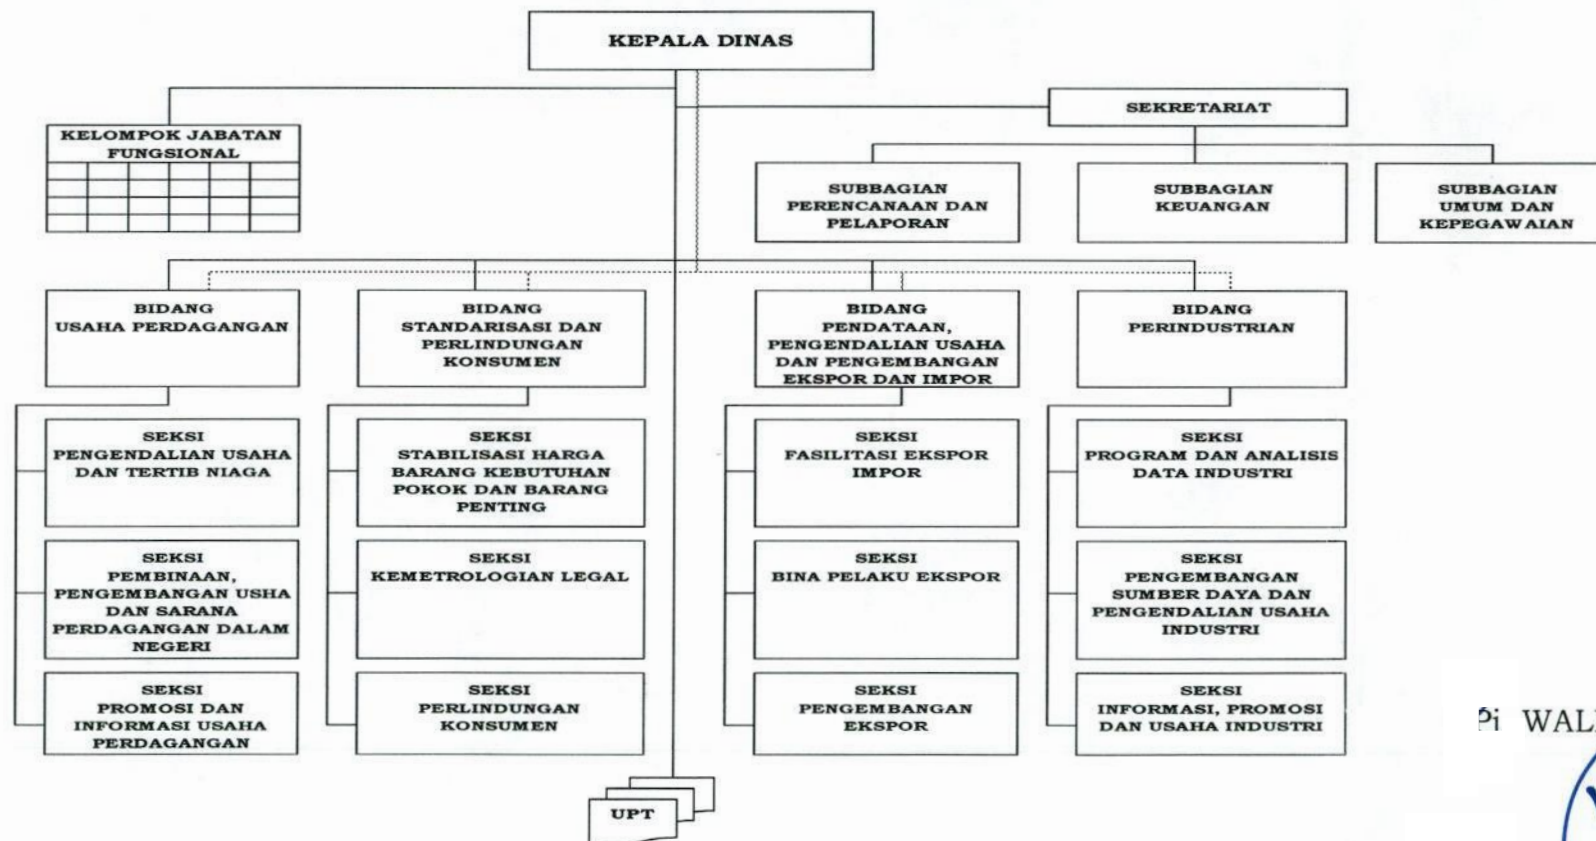 KEPALA DINAS
SEKRETARIAT
KELOMPOK JABATAN
FUNGSIONAL
SUBBAGIAN
PERENCANAAN DAN
PELAPORAN
SUBBAGIAN
KEUANGAN
SUBBAGIAN
UMUM DAN
KEPEGAWAIAN
BIDANG
USAHA PERDAGANGAN
BIDANG
STANDARISASI DAN
PERLINDUNGAN
KONSUMEN
BIDANG
PENDATAAN,
PENGENDALIAN USAHA
DAN PENGEMBANGAN
EKSPOR DAN IMPOR
BIDANG
PERINDUSTRIAN
SEKSI
PENGENDALIAN USAHA
DAN TERTIB NIAGA
SEKSI
STABILISASI HARGA
BARANG KEBUTUHAN
POKOK DAN BARANG
PENTING
SEKSI
FASILITASI EKSPOR
IMPOR
SEKSI
PROGRAM DAN ANALISIS
DATA INDUSTRI
SEKSI
PEMBINAAN,
PENGEMBANGAN USHA
DAN SARANA
PERDAGANGAN DALAM
NEGERI
SEKSI
KEMETROLOGIAN LEGAL
SEKSI
BINA PELAKU EKSPOR
SEKSI
PENGEMBANGAN
SUMBER DAYA DAN
PENGENDALIAN USAHA
INDUSTRI
SEKSI
PROMOSI DAN
INFORMASI USAHA
PERDAGANGAN
SEKSI
PERLINDUNGAN
KONSUMEN
SEKSI
PENGEMBANGAN
EKSPOR
SEKSI
INFORMASI, PROMOSI
DAN USAHA INDUSTRI
UPT